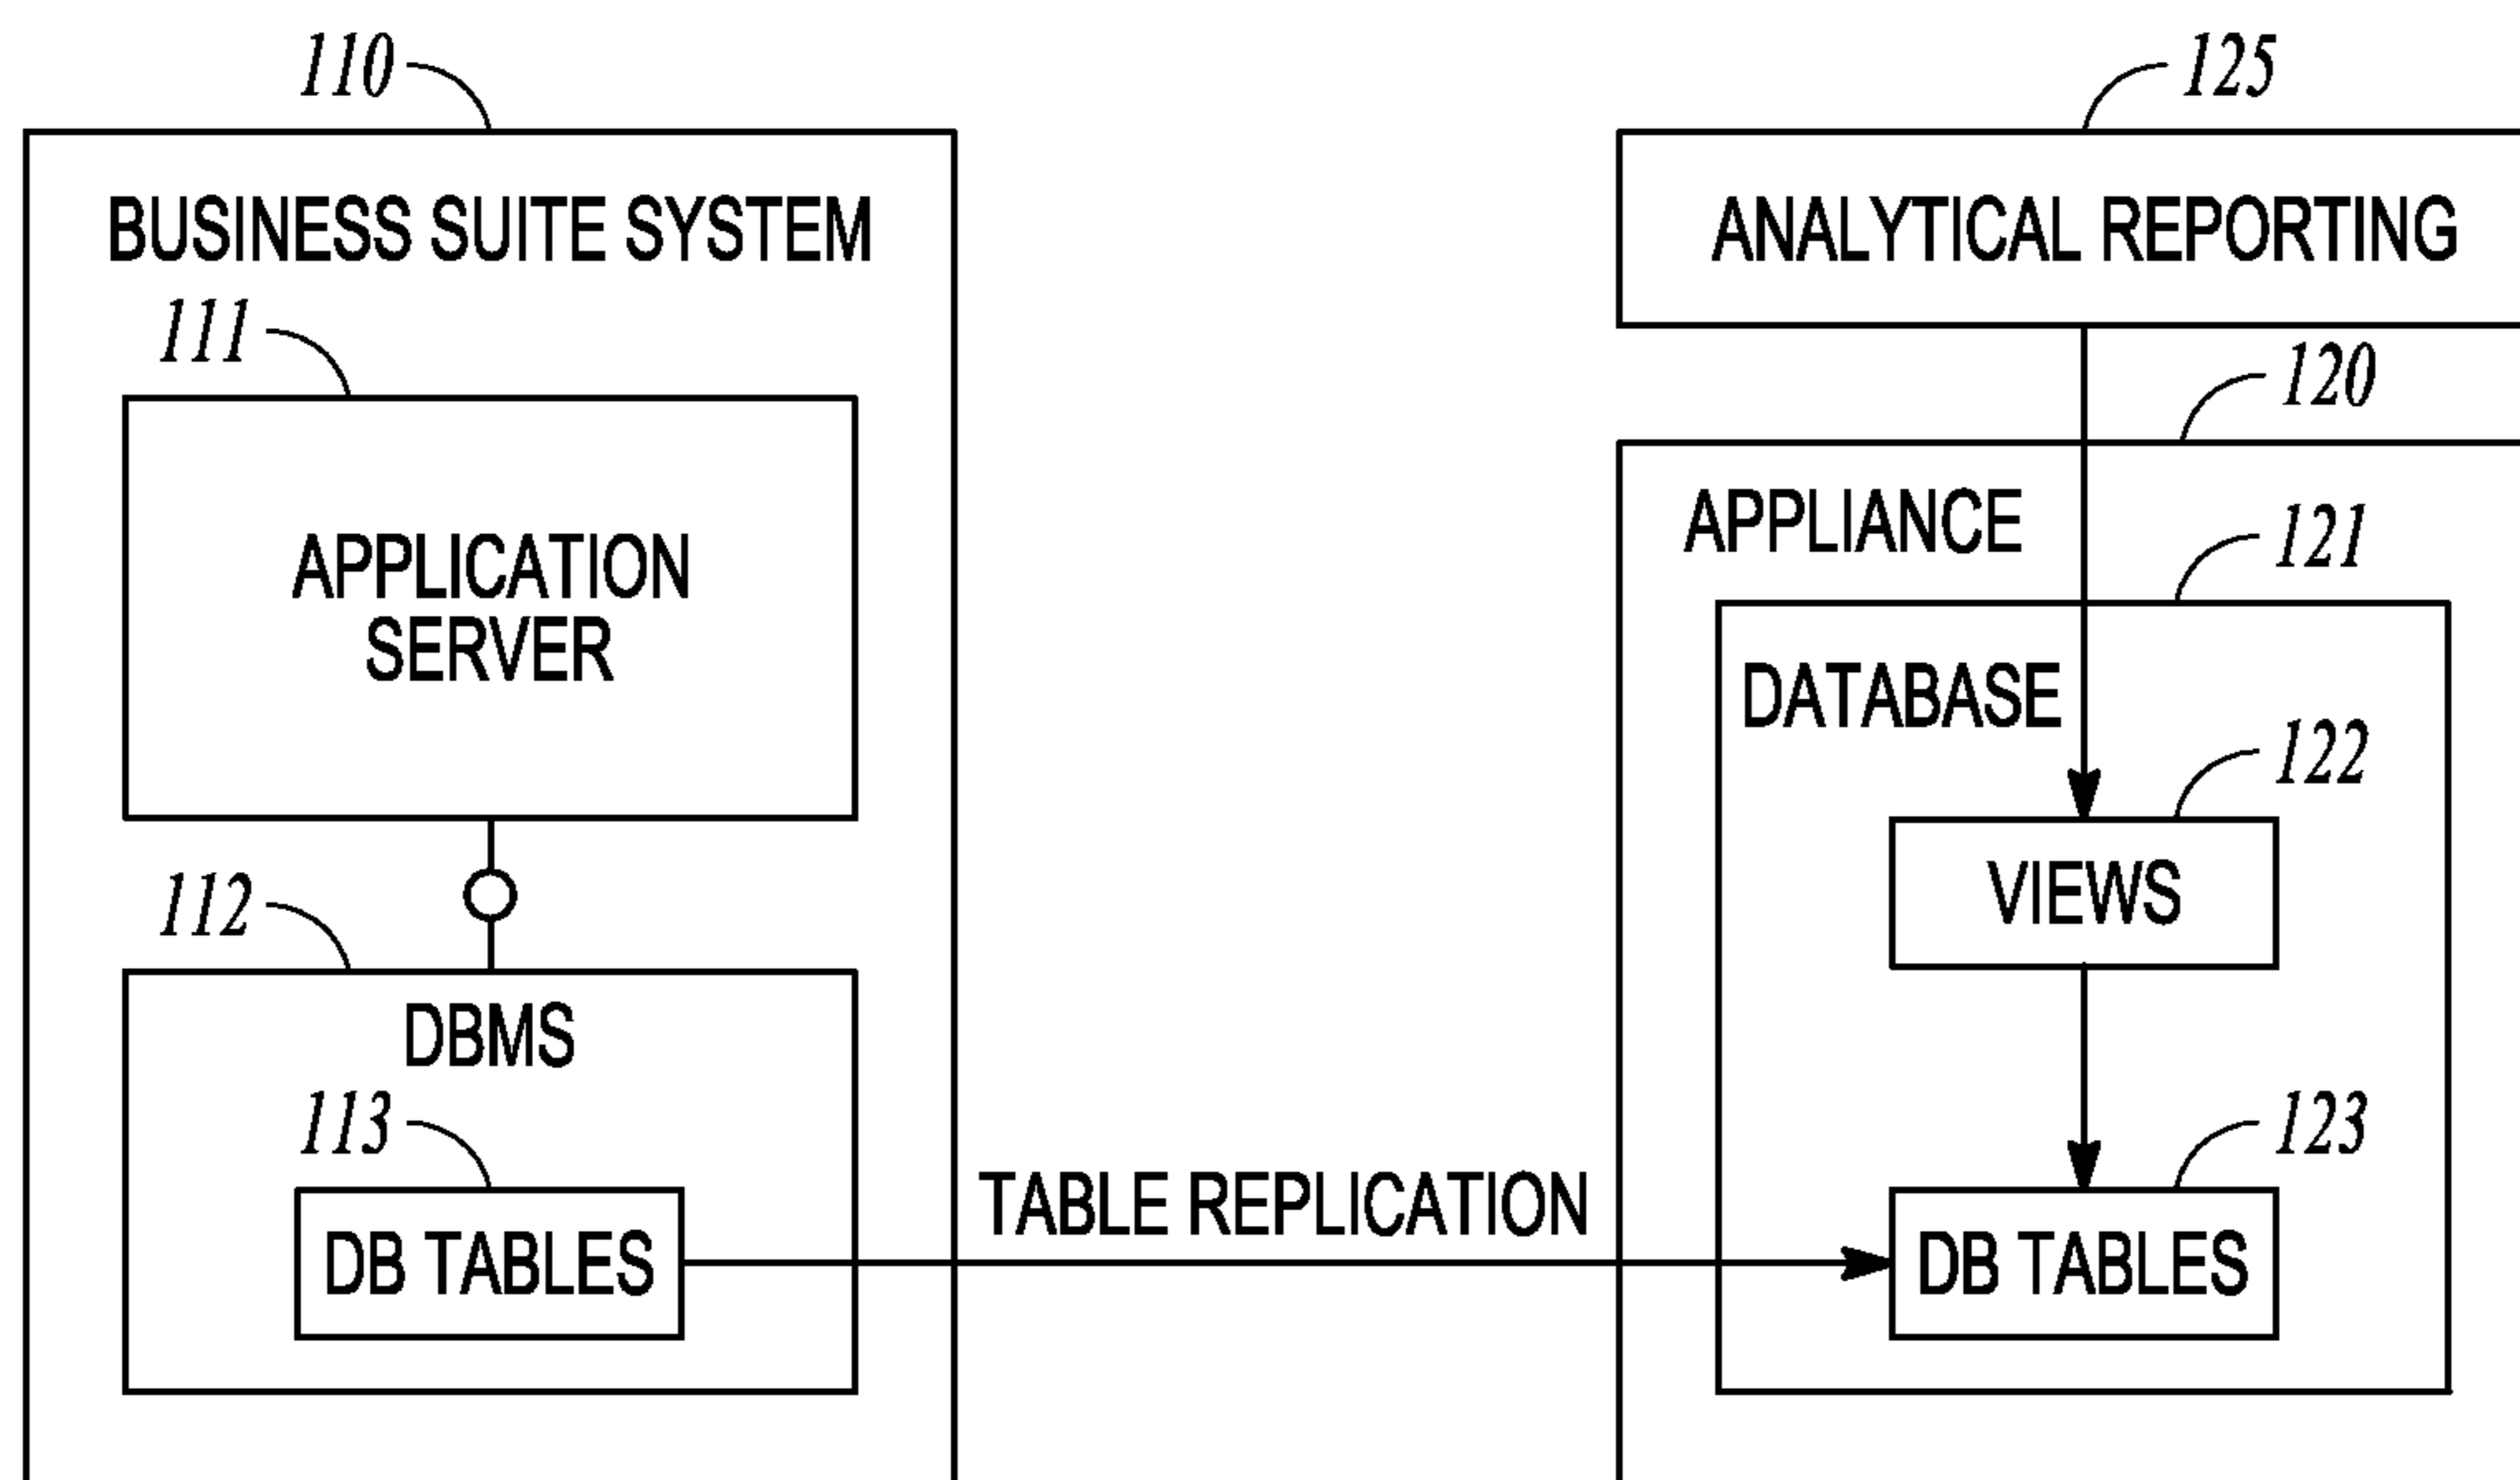 110
BUSINESS SUITE SYSTEM
111
APPLICATION
SERVER
112
DBMS
113
DB TABLES
TABLE REPLICATION
125
ANALYTICAL REPORTING
120
APPLIANCE
121
DATABASE
122
VIEWS
123
DB TABLES